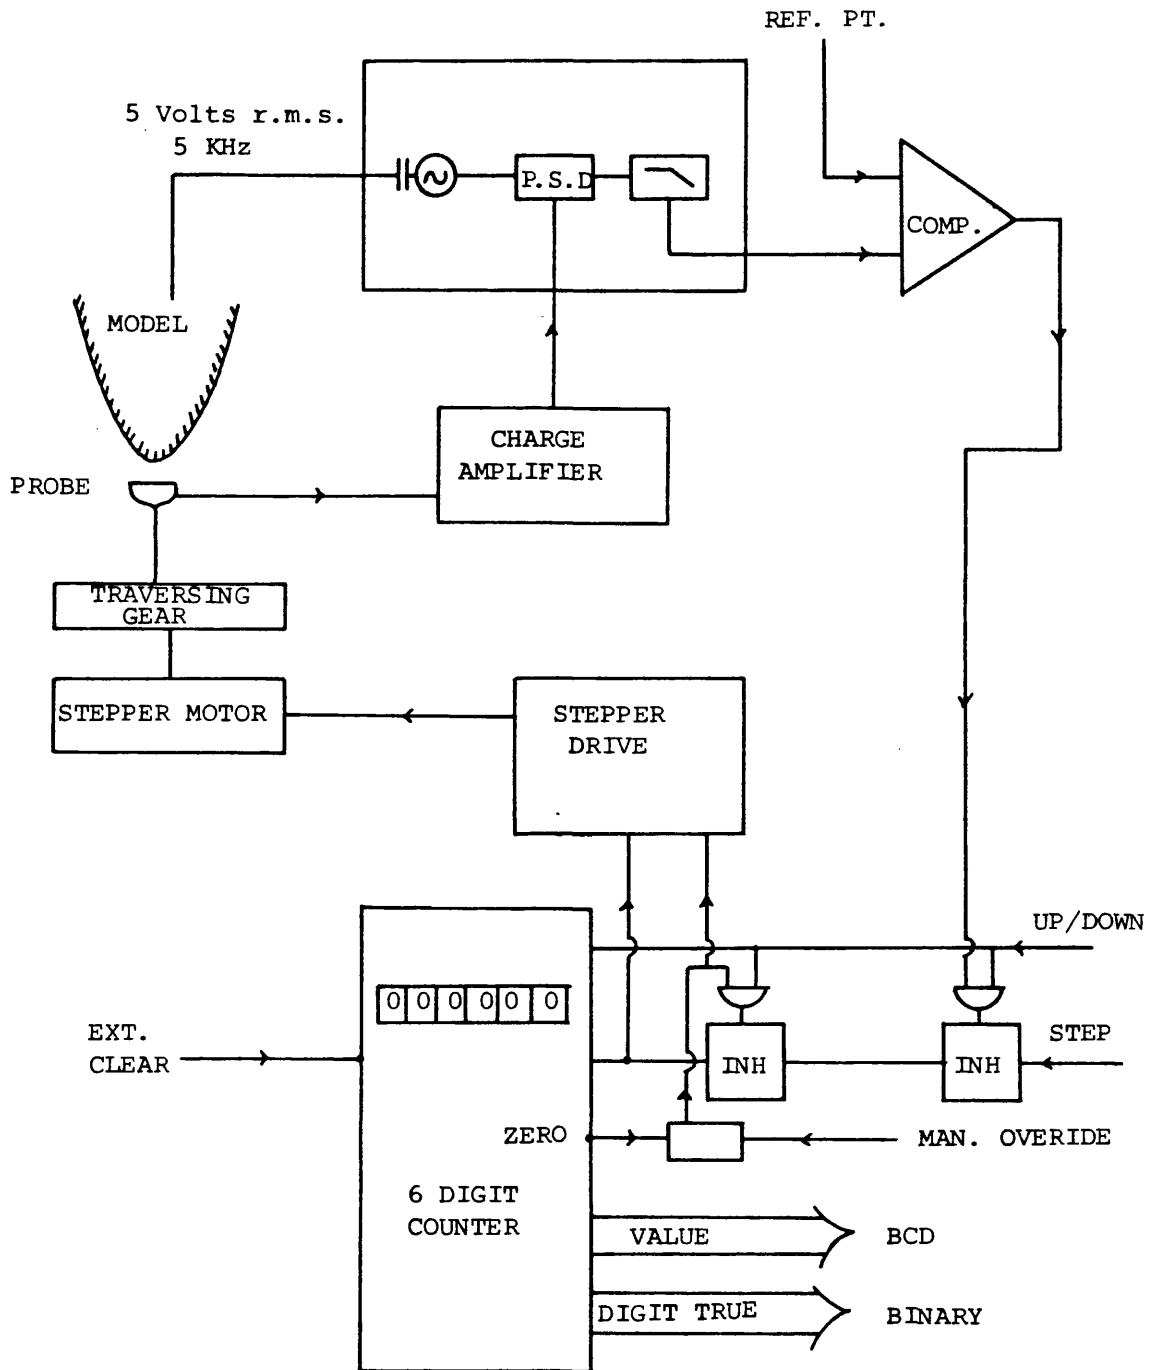 REF. PT.
5 Volts r.m.s.
5 KHz
P.S.D
COMP.
MODEL
CHARGE
AMPLIFIER
PROBE
TRAVERSING
GEAR
STEPPER MOTOR
STEPPER
DRIVE
UP/DOWN
0 0 0 0 0 0
EXT.
CLEAR
INH
INH
STEP
ZERO
MAN. OVERIDE
6 DIGIT
COUNTER
VALUE
BCD
DIGIT TRUE
BINARY